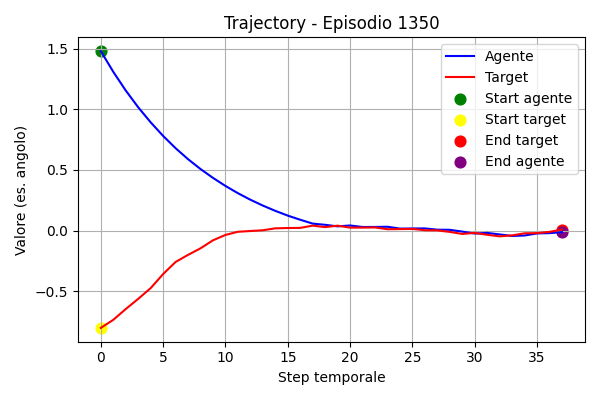 Trajectory - Episodio 1350
Valore (es. angolo)
1.5
1.0
0.5
0.0
−0.5
0 5 10 15 20 25 30 35
Step temporale
Agente
Target
Start agente
Start target
End target
End agente